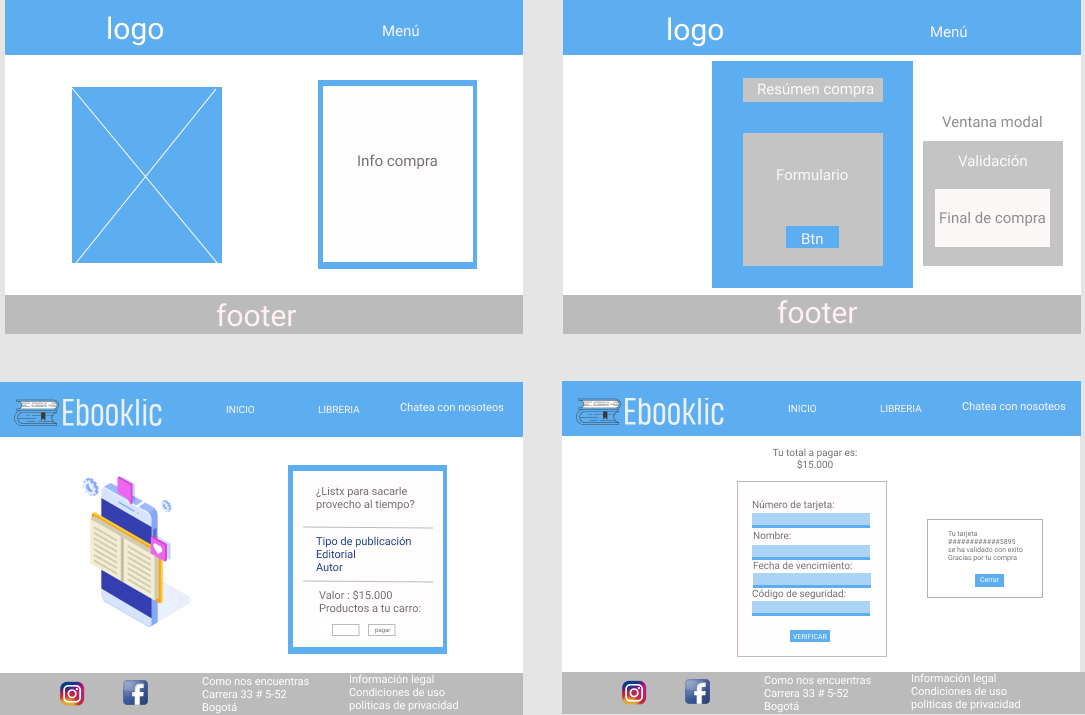 logo
Menú
Info compra
footer
logo
Menú
Resúmen compra
Formulario
Btn
Ventana modal
Validación
Final de compra
footer
Ebooklic
INICIO
LIBRERIA
Chatea con nosoteos
¿Listx para sacarle
provecho al tiempo?
Tipo de publicación
Editorial
Autor
Valor : $15.000
Productos a tu carro:
pagar
Como nos encuentras
Carrera 33 # 5-52
Bogotá
Información legal
Condiciones de uso
politicas de privacidad
Ebooklic
INICIO
LIBRERIA
Chatea con nosoteos
Tu total a pagar es:
$15.000
Número de tarjeta:
Nombre:
Fecha de vencimiento:
Código de seguridad:
VERIFICAR
Tu tarjeta
############5895
se ha validado con exito
Gracias por tu compra
Cerrar
Como nos encuentras
Carrera 33 # 5-52
Bogotá
Información legal
Condiciones de uso
politicas de privacidad